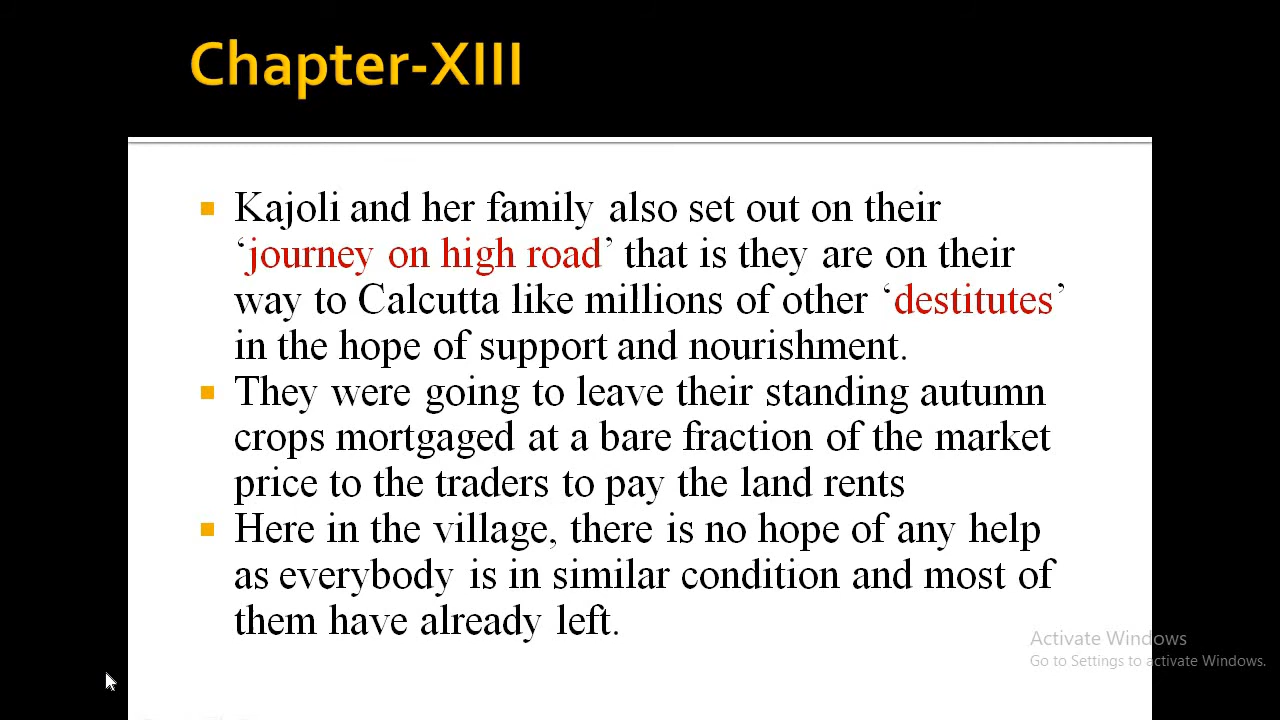 Chapter-XIII
Kajoli and her family also set out on their
‘journey on high road’ that is they are on their
way to Calcutta like millions of other ‘destitutes’
in the hope of support and nourishment.
They were going to leave their standing autumn
crops mortgaged at a bare fraction of the market
price to the traders to pay the land rents
Here in the village, there is no hope of any help
as everybody is in similar condition and most of
them have already left.
Activate Windows
Go to Settings to activate Windows.